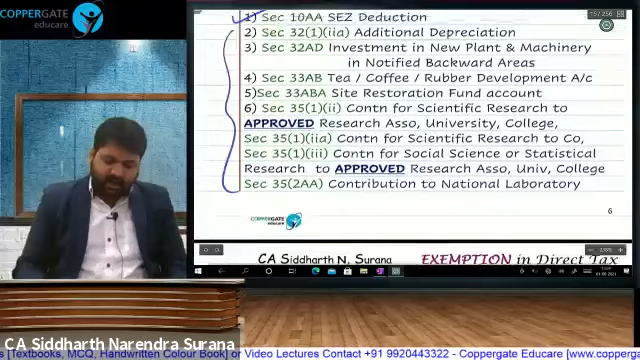 COPPERGATE
educare
1) Sec 10AA SEZ Deduction
2) Sec 32(1)(iia) Additional Depreciation
3) Sec 32AD Investment in New Plant & Machinery
in Notified Backward Areas
4) Sec 33AB Tea / Coffee / Rubber Development A/c
5)Sec 33ABA Site Restoration Fund account
6) Sec 35(1)(ii) Contn for Scientific Research to
APPROVED Research Asso, University, College,
Sec 35(1)(iia) Contn for Scientific Research to Co,
Sec 35(1)(iii) Contn for Social Science or Statistical
Research to APPROVED Research Asso, Univ, College
Sec 35(2AA) Contribution to National Laboratory
COPPERGATE
educare
6
CA Siddharth N. Surana
EXEMPTION in Direct Tax
CA Siddharth Narendra Surana
s [Textbooks, MCQ, Handwritten Colour Book] or Video Lectures Contact +91 9920443322 - Coppergate Educare [www.copperg